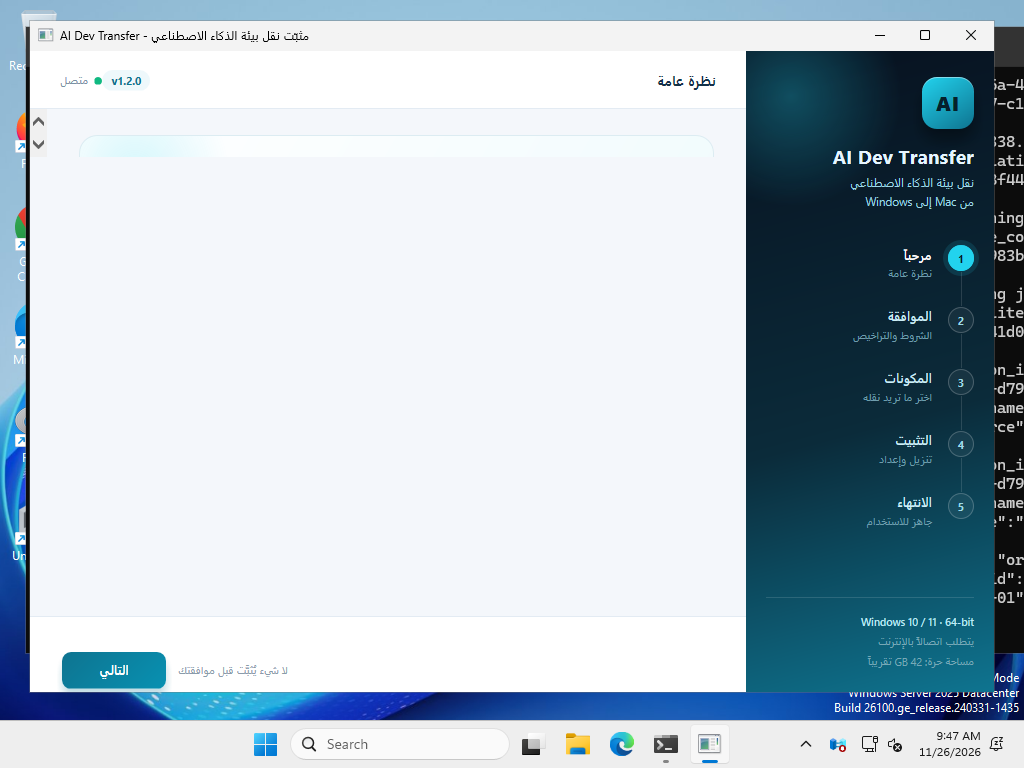 AI Dev Transfer - مثبّت نقل بيئة الذكاء الاصطناعي
نظرة عامة
v1.2.0
متصل
AI
AI Dev Transfer
نقل بيئة الذكاء الاصطناعي
من Mac إلى Windows
1
مرحباً
نظرة عامة
2
الموافقة
الشروط والتراخيص
3
المكونات
اختر ما تريد نقله
4
التثبيت
تنزيل وإعداد
5
الانتهاء
جاهز للاستخدام
Windows 10 / 11 · 64-bit
يتطلب اتصالاً بالإنترنت
مساحة حرة: 42 GB تقريباً
التالي
لا شيء يُثبَّت قبل موافقتك
Mode
Windows Server 2025 Datacenter
Build 26100.ge_release.240331-1435
Search
9:47 AM
11/26/2026